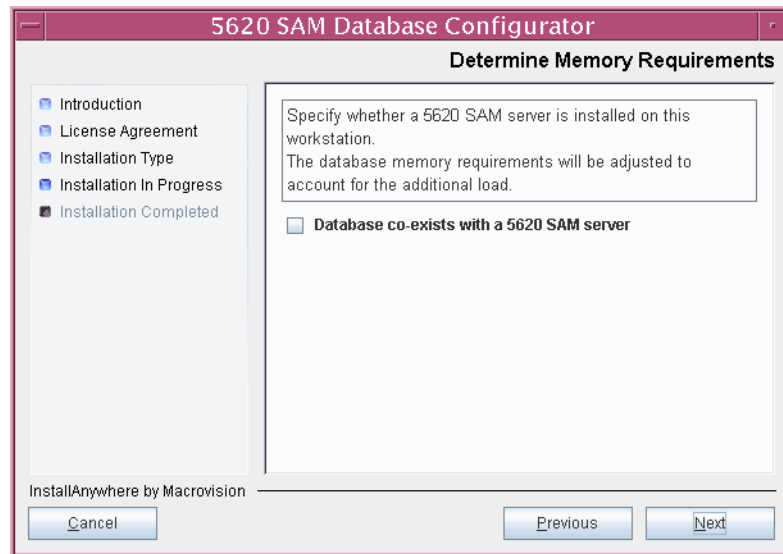 5620 SAM Database Configurator
Determine Memory Requirements
Introduction
License Agreement
Installation Type
Installation In Progress
Installation Completed
Specify whether a 5620 SAM server is installed on this
workstation.
The database memory requirements will be adjusted to
account for the additional load.
Database co-exists with a 5620 SAM server
InstallAnywhere by Macrovision
Cancel
Previous
Next